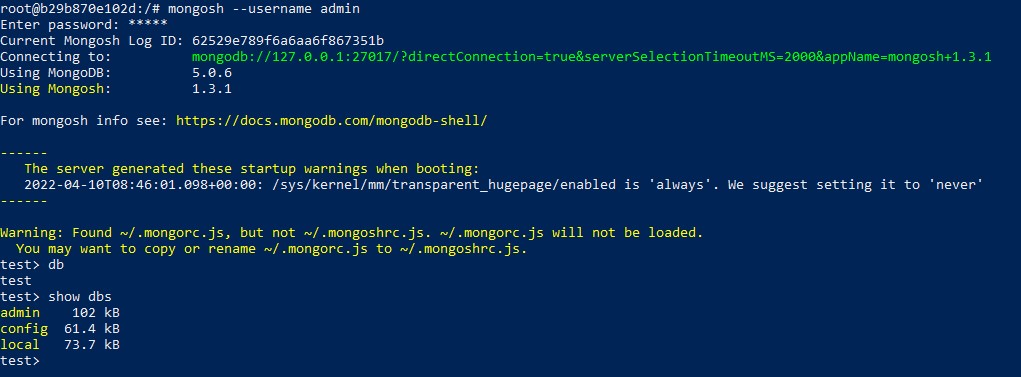 root@b29b870e102d:/# mongosh --username admin
Enter password: *****
Current Mongosh Log ID: 62529e789f6a6aa6f867351b
Connecting to:          mongodb://127.0.0.1:27017/?directConnection=true&serverSelectionTimeoutMS=2000&appName=mongosh+1.3.1
Using MongoDB:          5.0.6
Using Mongosh:          1.3.1
For mongosh info see: https://docs.mongodb.com/mongodb-shell/
------
   The server generated these startup warnings when booting:
   2022-04-10T08:46:01.098+00:00: /sys/kernel/mm/transparent_hugepage/enabled is 'always'. We suggest setting it to 'never'
------
Warning: Found ~/.mongorc.js, but not ~/.mongoshrc.js. ~/.mongorc.js will not be loaded.
  You may want to copy or rename ~/.mongorc.js to ~/.mongoshrc.js.
test> db
test
test> show dbs
admin    102 kB
config  61.4 kB
local   73.7 kB
test>